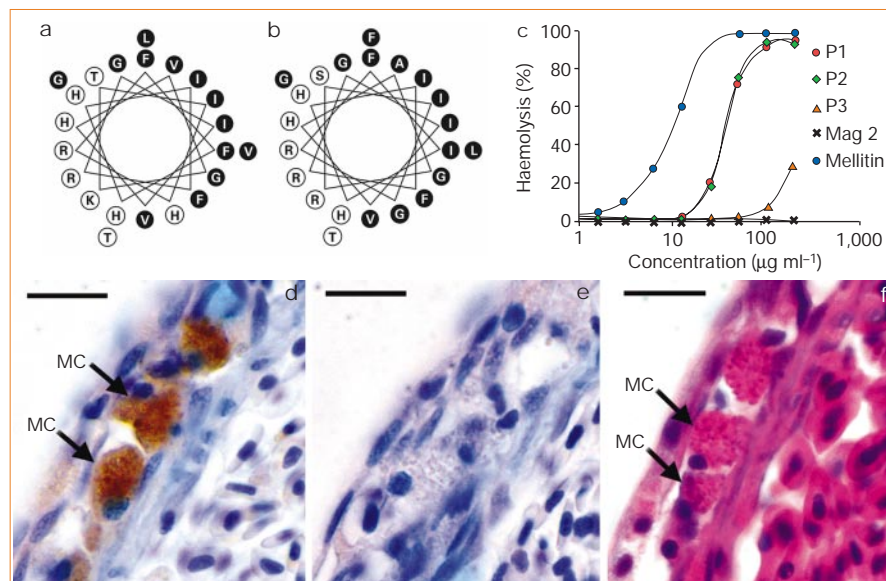 a
L
G F V
T I
G H I
H I
R F V
R G
K F
H V H
T
b
F
G F A
S I
G H I
H I
R I L
R G
R F
H V G
T
c
Haemolysis (%)
100
80
60
40
20
0
1
10
100
1,000
Concentration (μg ml⁻¹)
P1
P2
P3
Mag 2
Mellitin
d
MC
MC
e
f
MC
MC